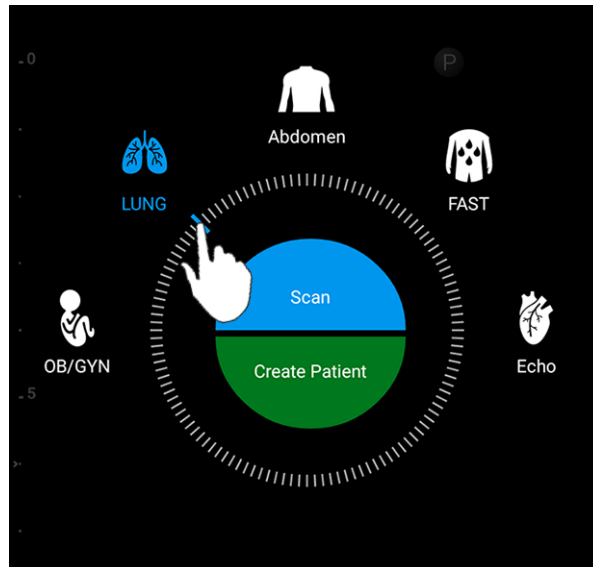 0
P
Abdomen
LUNG
FAST
Scan
OB/GYN
Echo
Create Patient
5